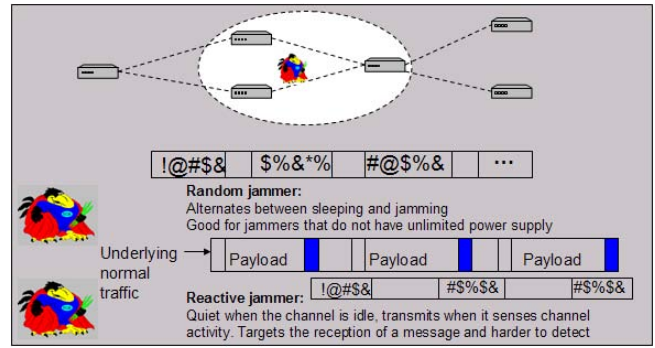 !@#$& $%&*% #@$%& ...
Random jammer:
Alternates between sleeping and jamming
Good for jammers that do not have unlimited power supply
Underlying normal traffic
Payload Payload Payload
!@#$& #$%$& #$%$&
Reactive jammer:
Quiet when the channel is idle, transmits when it senses channel
activity. Targets the reception of a message and harder to detect